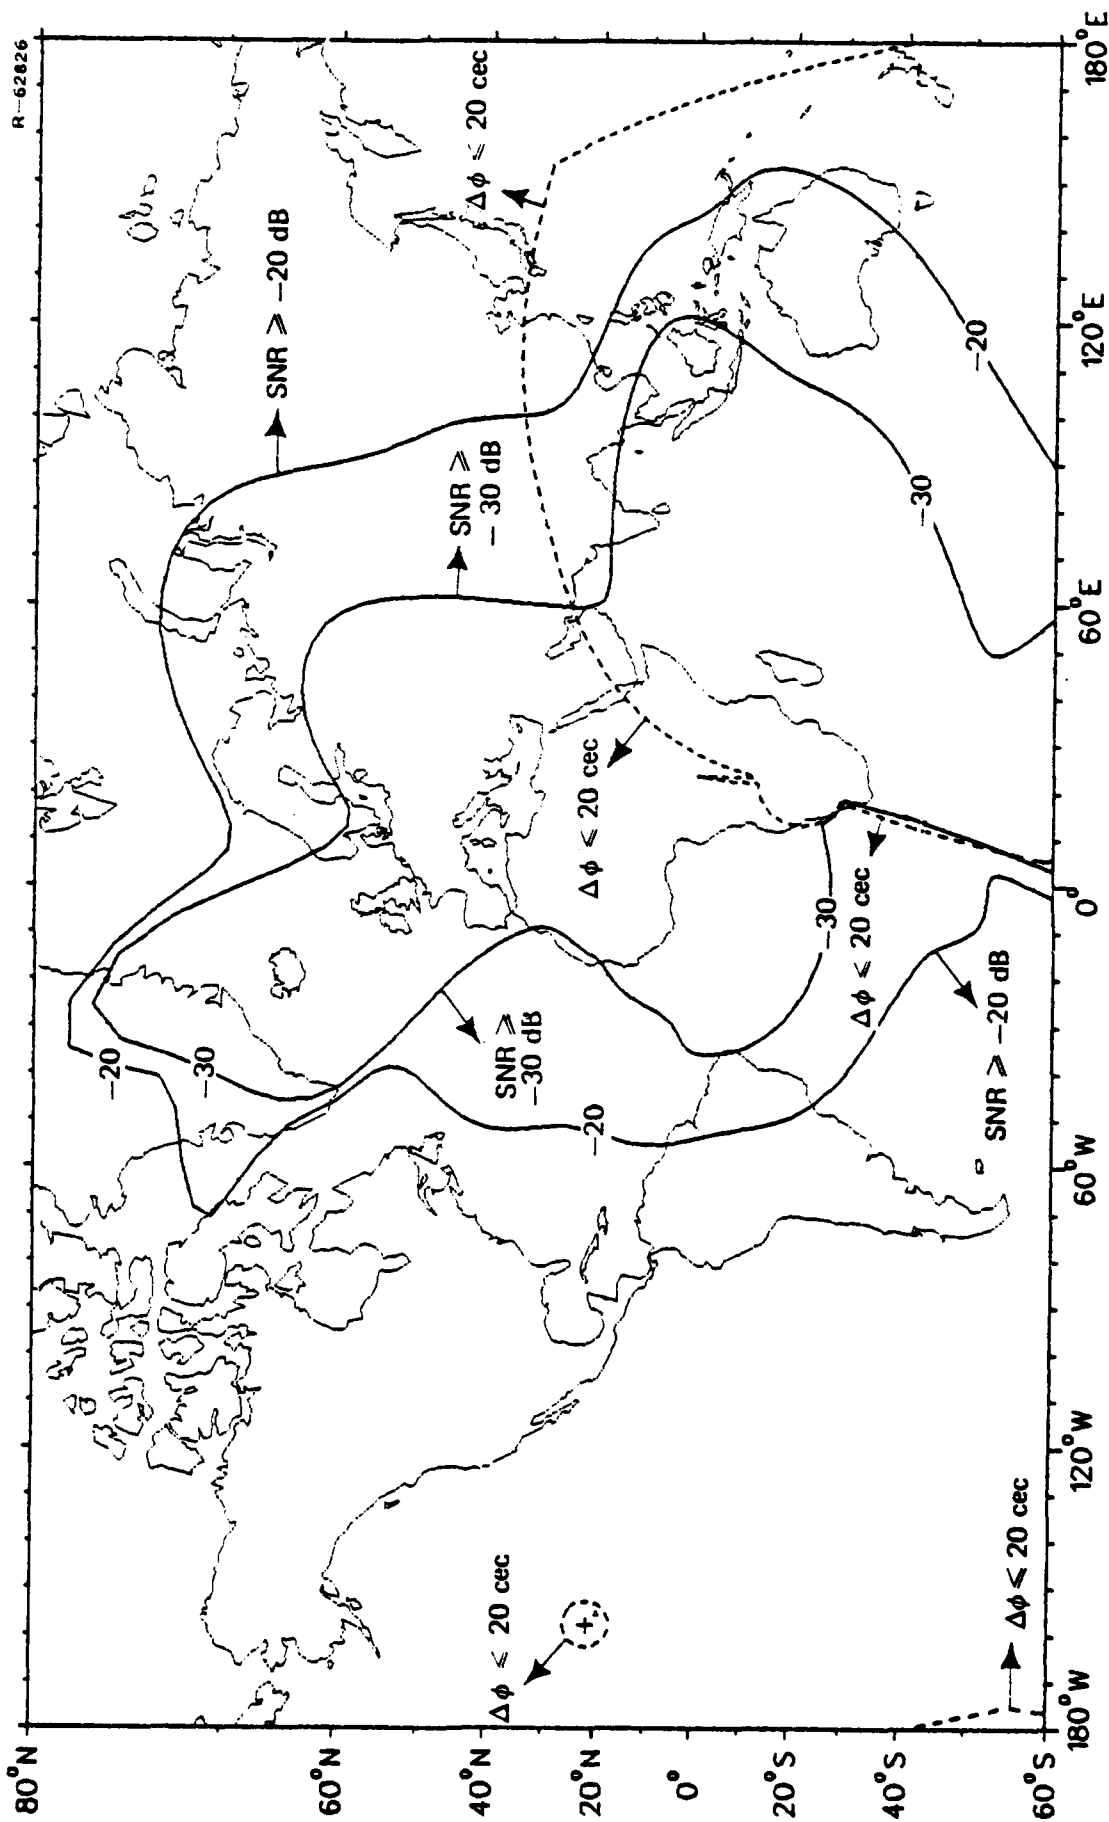 R-62826
80°N
60°N
40°N
20°N
0°
20°S
40°S
60°S
180°W
120°W
60°W
0°
60°E
120°E
180°E
Δφ ⩽ 20 cec
+
Δφ ⩽ 20 cec
-20
-30
SNR ⩾
-30 dB
-20
SNR ⩾ -20 dB
-30
Δφ ⩽ 20 cec
Δφ ⩽ 20 cec
SNR ⩾
- 30 dB
SNR ⩾ -20 dB
Δφ ⩽ 20 cec
-30
-20